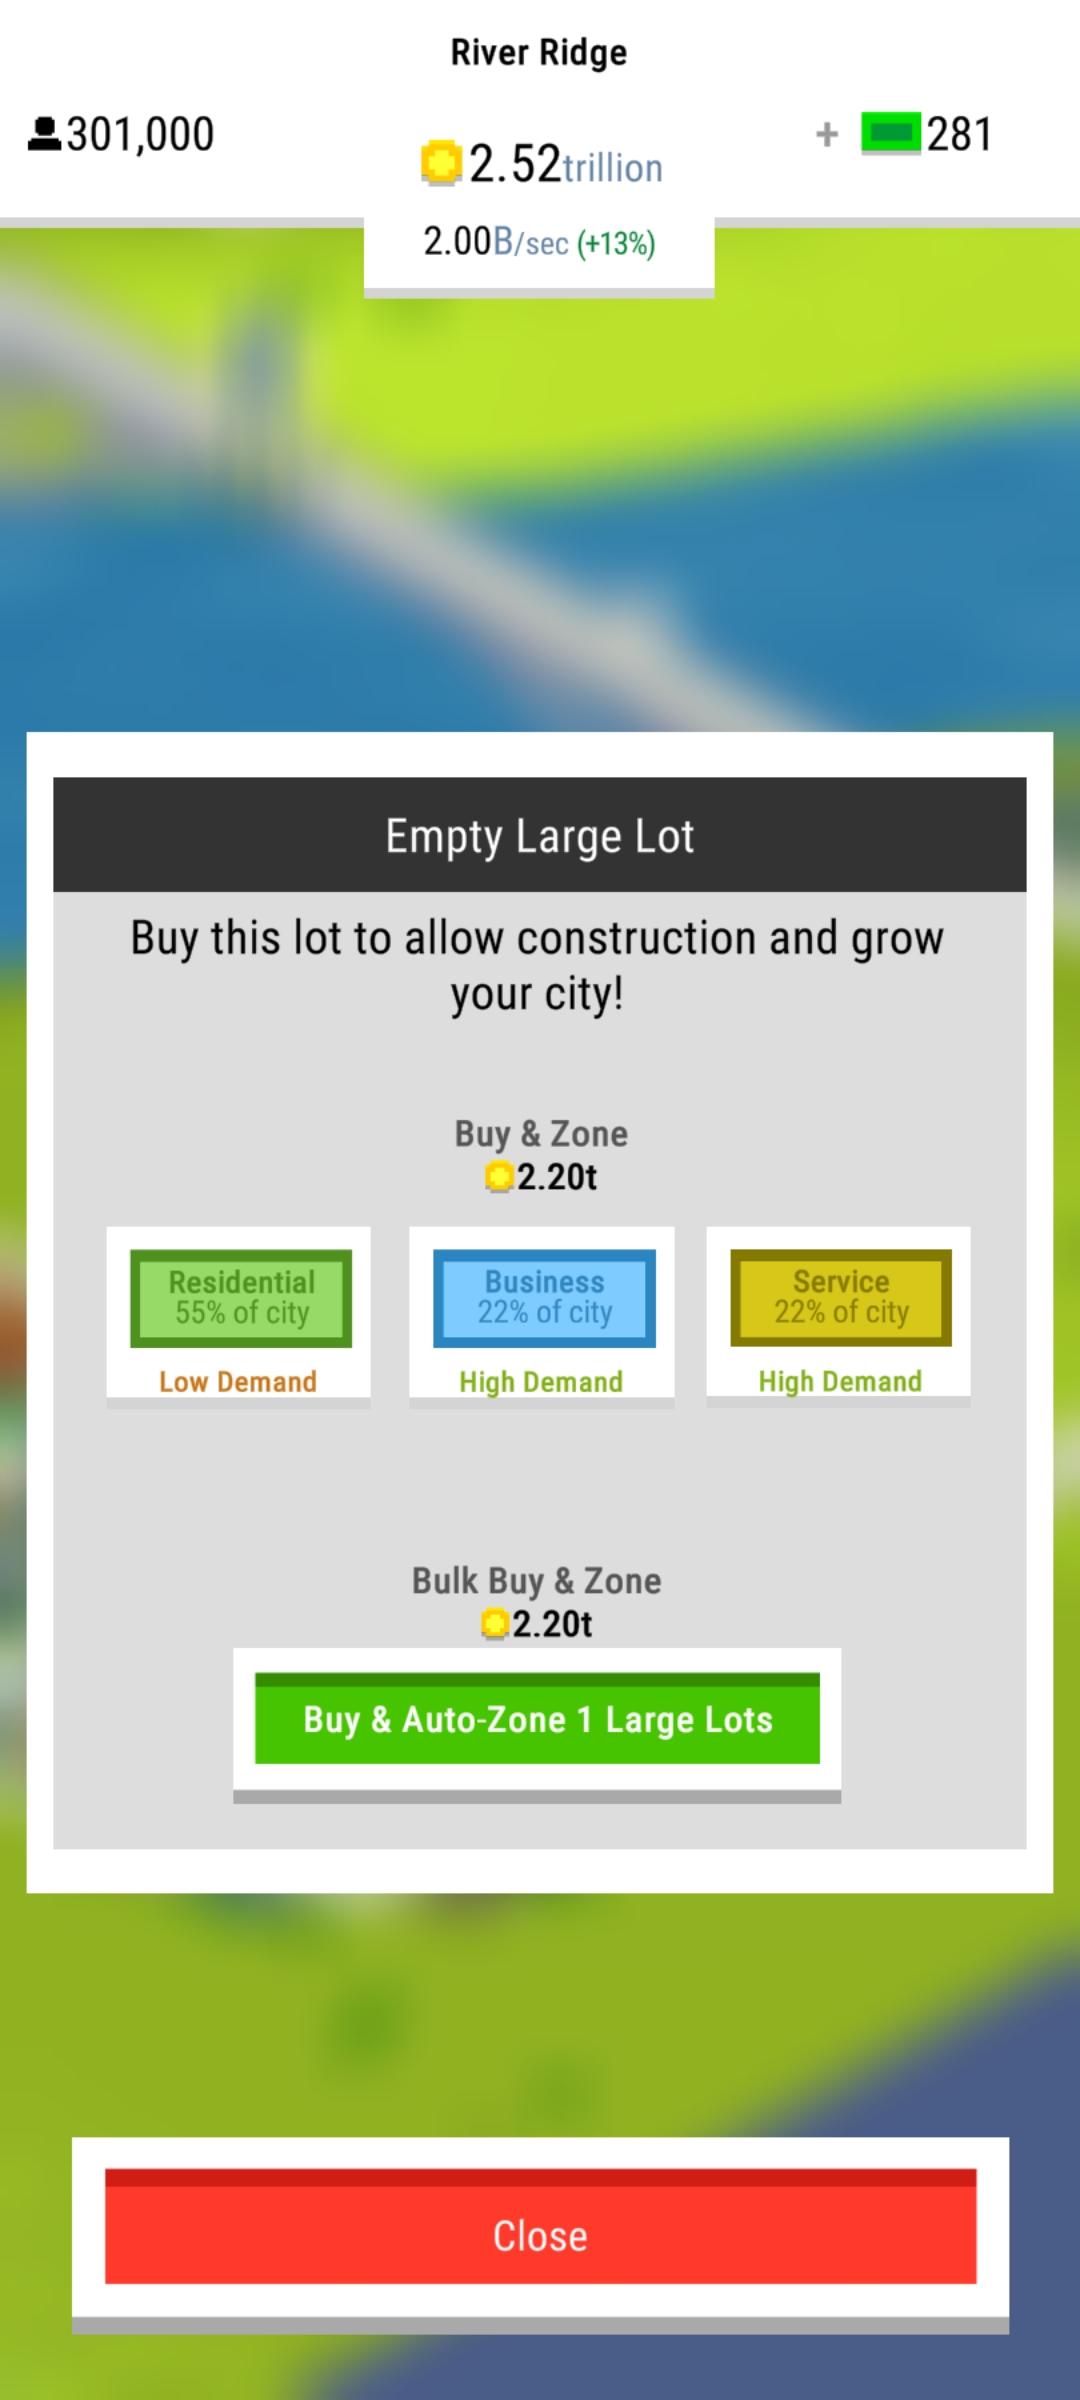 River Ridge
301,000
2.52trillion
+ 281
2.00B/sec (+13%)
Empty Large Lot
Buy this lot to allow construction and grow
your city!
Buy & Zone
2.20t
Residential
55% of city
Low Demand
Business
22% of city
High Demand
Service
22% of city
High Demand
Bulk Buy & Zone
2.20t
Buy & Auto-Zone 1 Large Lots
Close